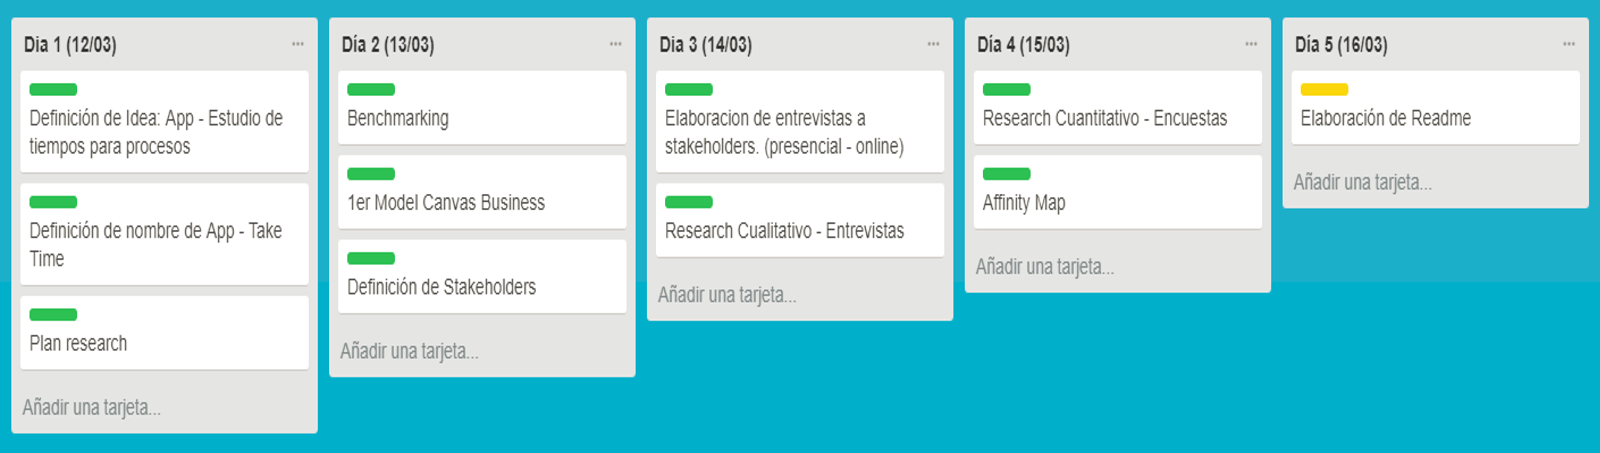 Dia 1 (12/03)
Definición de Idea: App - Estudio de
tiempos para procesos
Definición de nombre de App - Take
Time
Plan research
Añadir una tarjeta...
Día 2 (13/03)
Benchmarking
1er Model Canvas Business
Definición de Stakeholders
Añadir una tarjeta...
Dia 3 (14/03)
Elaboracion de entrevistas a
stakeholders. (presencial - online)
Research Cualitativo - Entrevistas
Añadir una tarjeta...
Día 4 (15/03)
Research Cuantitativo - Encuestas
Affinity Map
Añadir una tarjeta...
Día 5 (16/03)
Elaboración de Readme
Añadir una tarjeta...